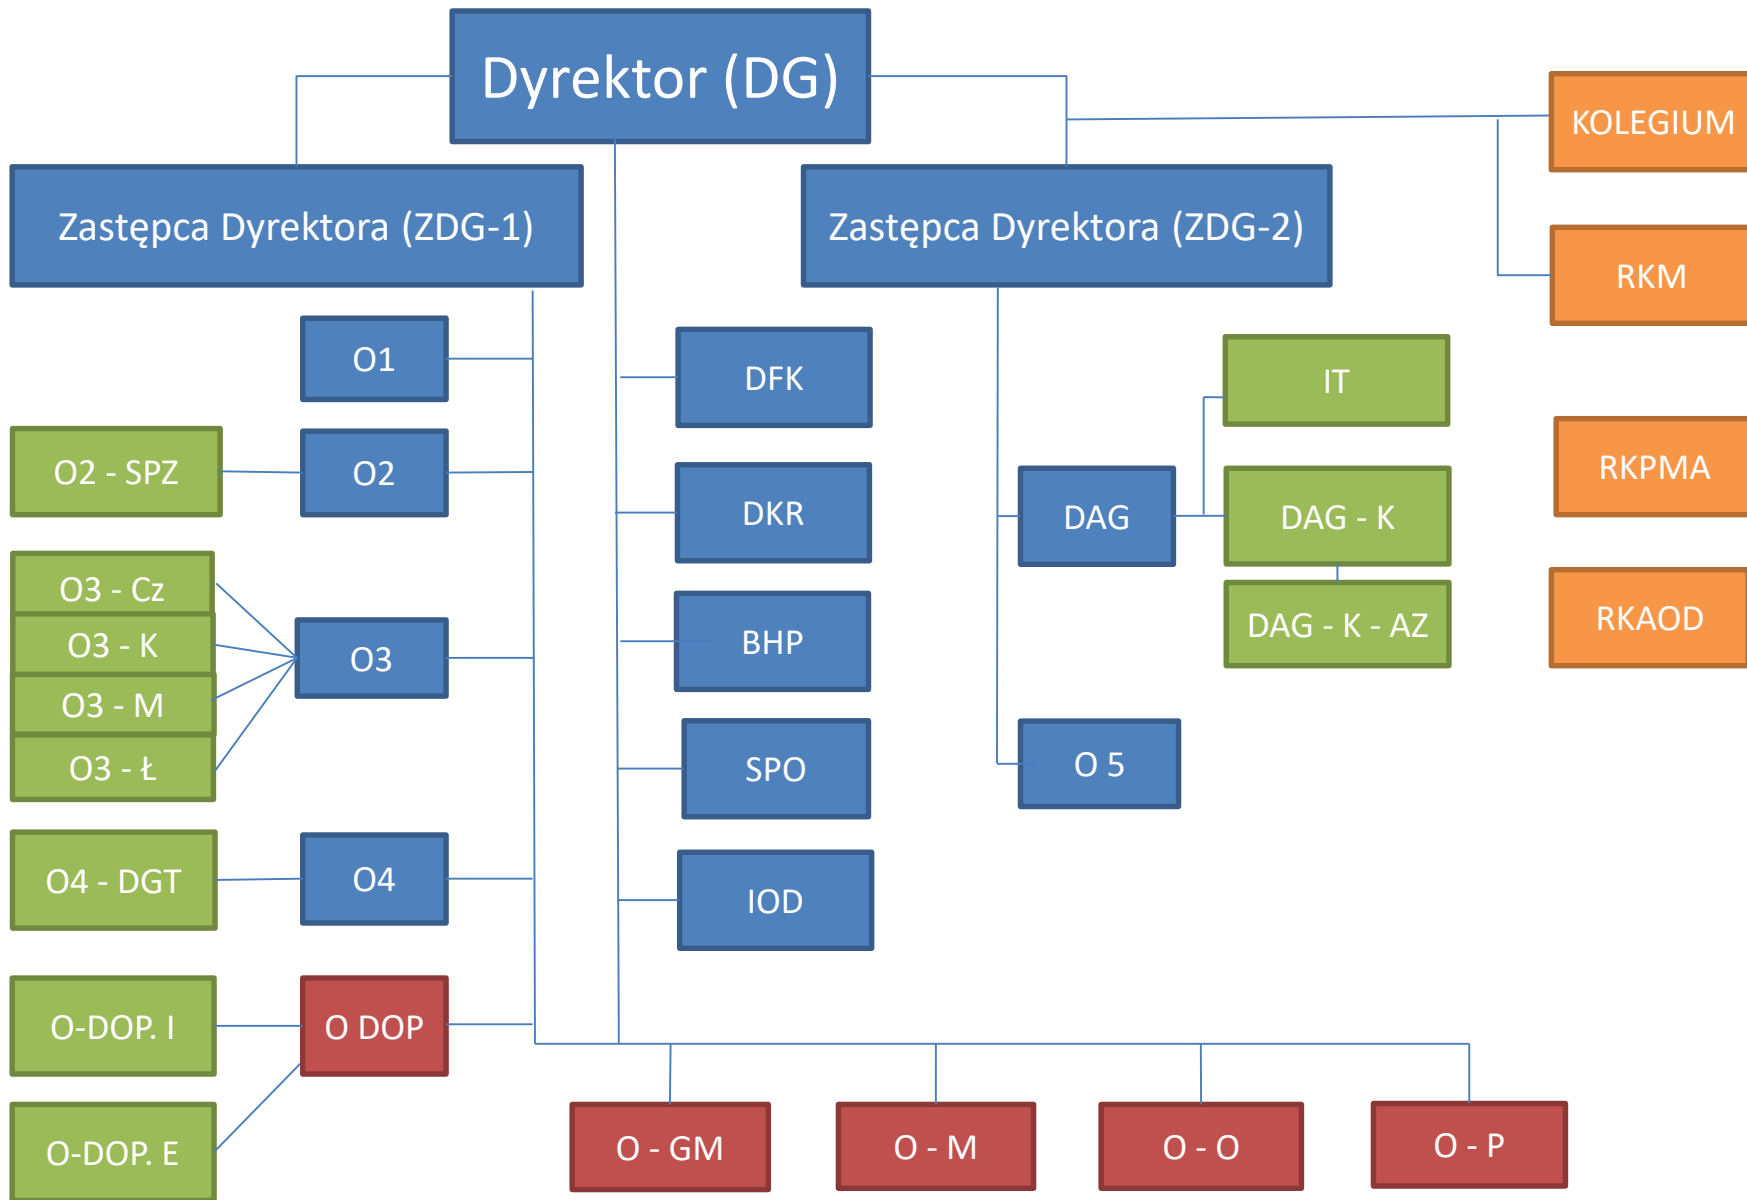 Dyrektor (DG)
KOLEGIUM
Zastępca Dyrektora (ZDG-1)
Zastępca Dyrektora (ZDG-2)
RKM
O1
DFK
IT
O2 - SPZ
O2
DKR
DAG
DAG - K
RKPMA
O3 - Cz
O3 - K
O3 - M
O3 - Ł
O3
BHP
DAG - K - AZ
RKAOD
SPO
O 5
O4 - DGT
O4
IOD
O-DOP. I
O DOP
O-DOP. E
O - GM
O - M
O - O
O - P